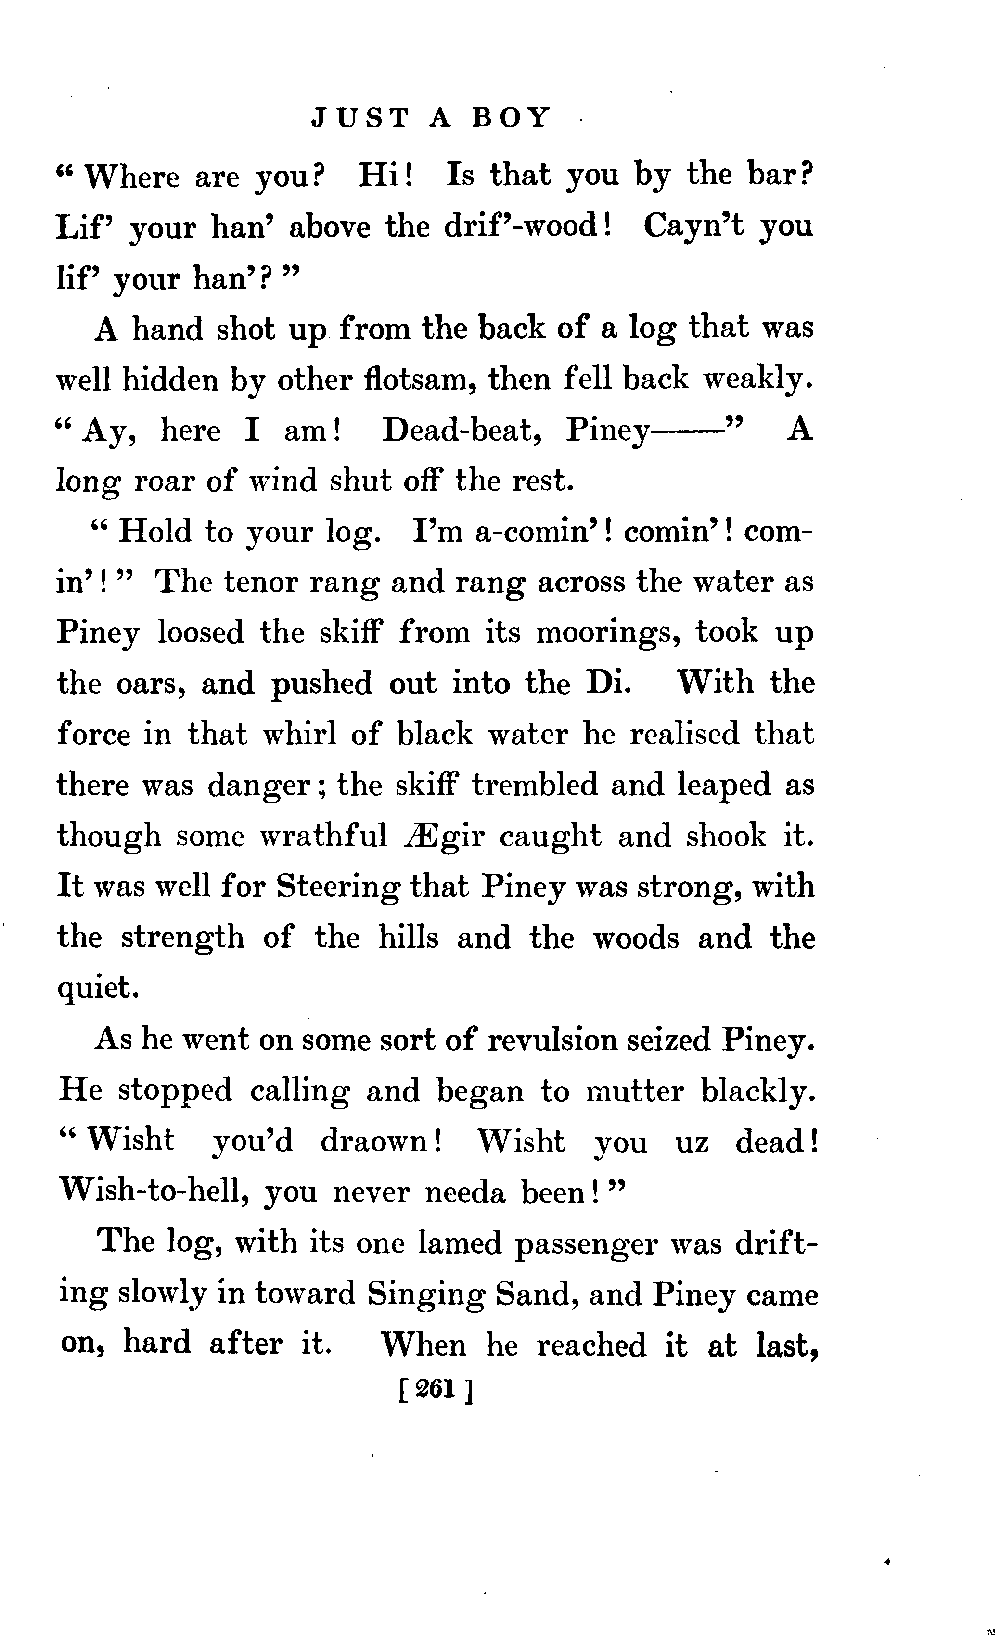 JUST A BOY
“ Where are you? Hi! Is that you by the bar?
Lif’ your han’ above the drif’-wood! Cayn’t you
lif’ your han’? ”
A hand shot up from the back of a log that was
well hidden by other flotsam, then fell back weakly.
“ Ay, here I am! Dead-beat, Piney——” A
long roar of wind shut off the rest.
“ Hold to your log. I’m a-comin’! comin’! com-
in’! ” The tenor rang and rang across the water as
Piney loosed the skiff from its moorings, took up
the oars, and pushed out into the Di. With the
force in that whirl of black water he realised that
there was danger; the skiff trembled and leaped as
though some wrathful Ægir caught and shook it.
It was well for Steering that Piney was strong, with
the strength of the hills and the woods and the
quiet.
As he went on some sort of revulsion seized Piney.
He stopped calling and began to mutter blackly.
“ Wisht you’d draown! Wisht you uz dead!
Wish-to-hell, you never needa been! ”
The log, with its one lamed passenger was drift-
ing slowly in toward Singing Sand, and Piney came
on, hard after it. When he reached it at last,
[ 261 ]